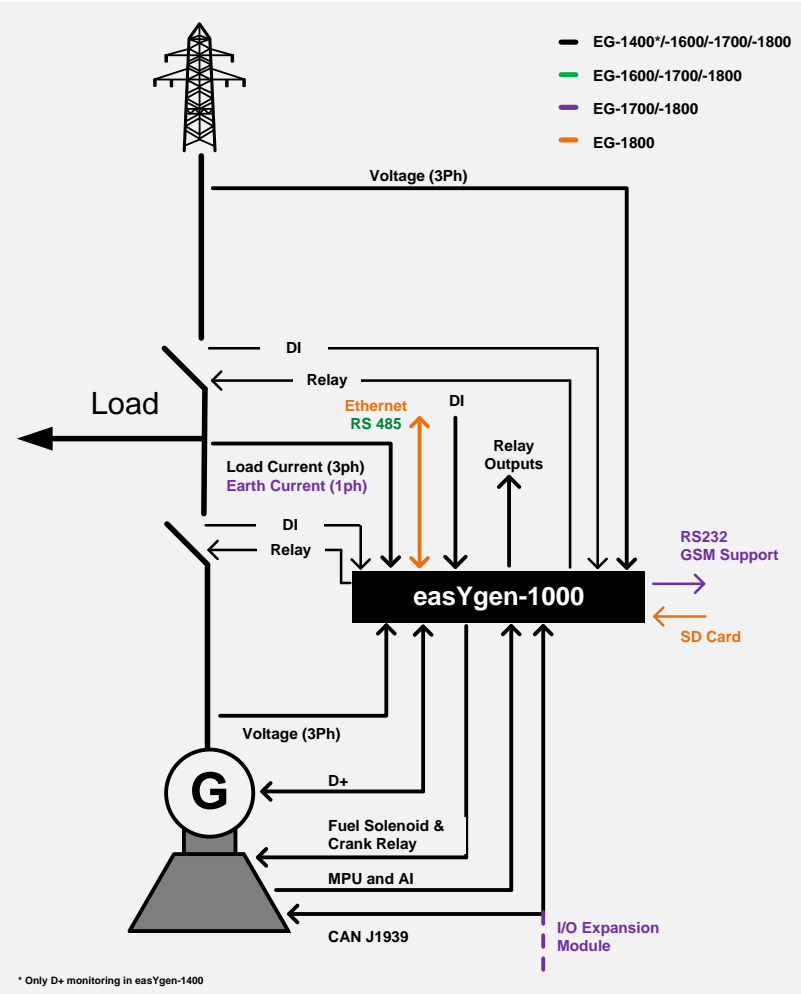 EG-1400*/-1600/-1700/-1800
EG-1600/-1700/-1800
EG-1700/-1800
EG-1800
Voltage (3Ph)
DI
Relay
Load
Ethernet
RS 485
DI
Relay
Outputs
Load Current (3ph)
Earth Current (1ph)
DI
Relay
RS232
GSM Support
easYgen-1000
SD Card
Voltage (3Ph)
G
D+
Fuel Solenoid &
Crank Relay
MPU and AI
CAN J1939
I/O Expansion
Module
* Only D+ monitoring in easYgen-1400